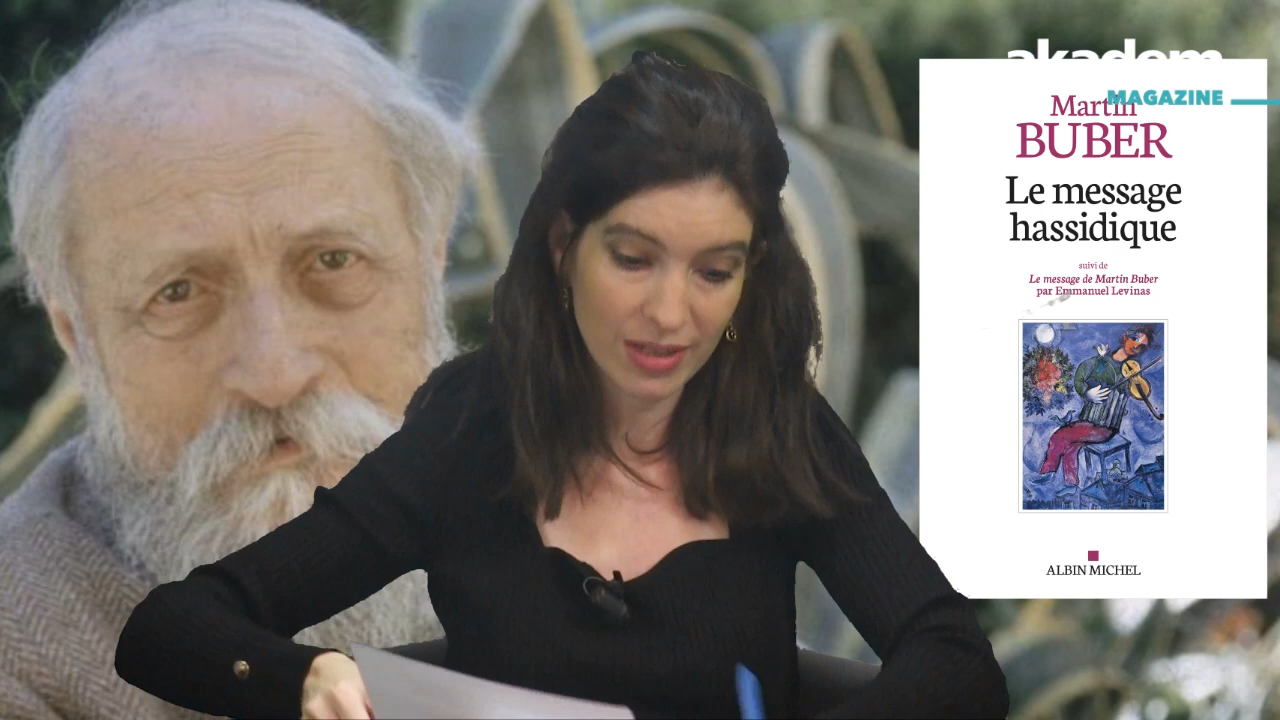 akadem
MAGAZINE
Martin
BUBER
Le message
hassidique
suivi de
Le message de Martin Buber
par Emmanuel Levinas
ALBIN MICHEL